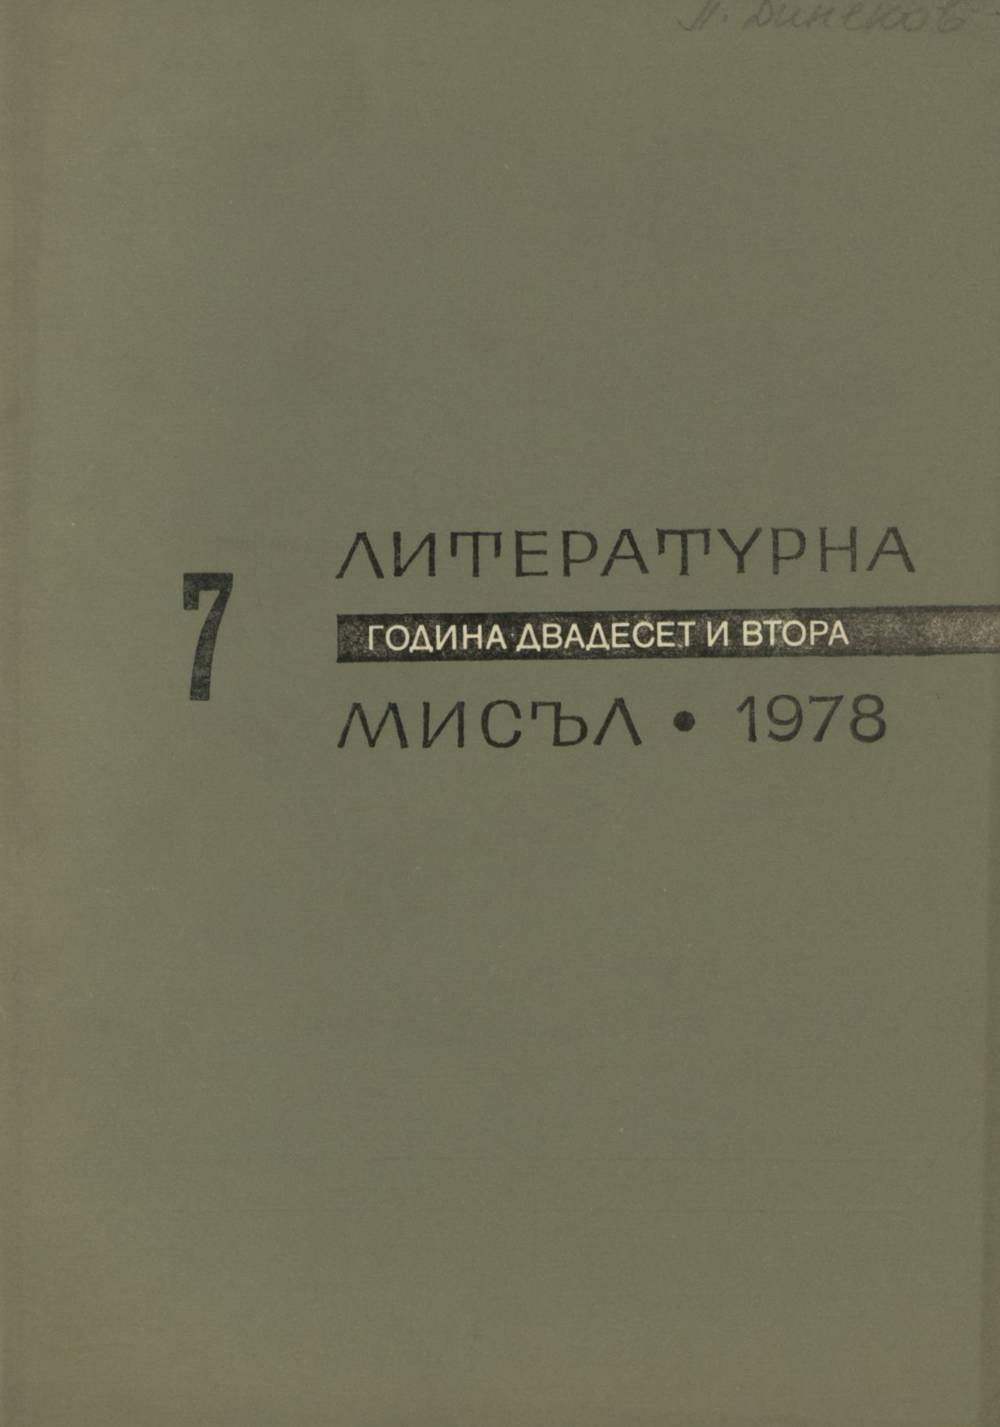 П. Динеков
7
ЛИТЕРАТУРНА
ГОДИНА ДВАДЕСЕТ И ВТОРА
МИСЪЛ • 1978